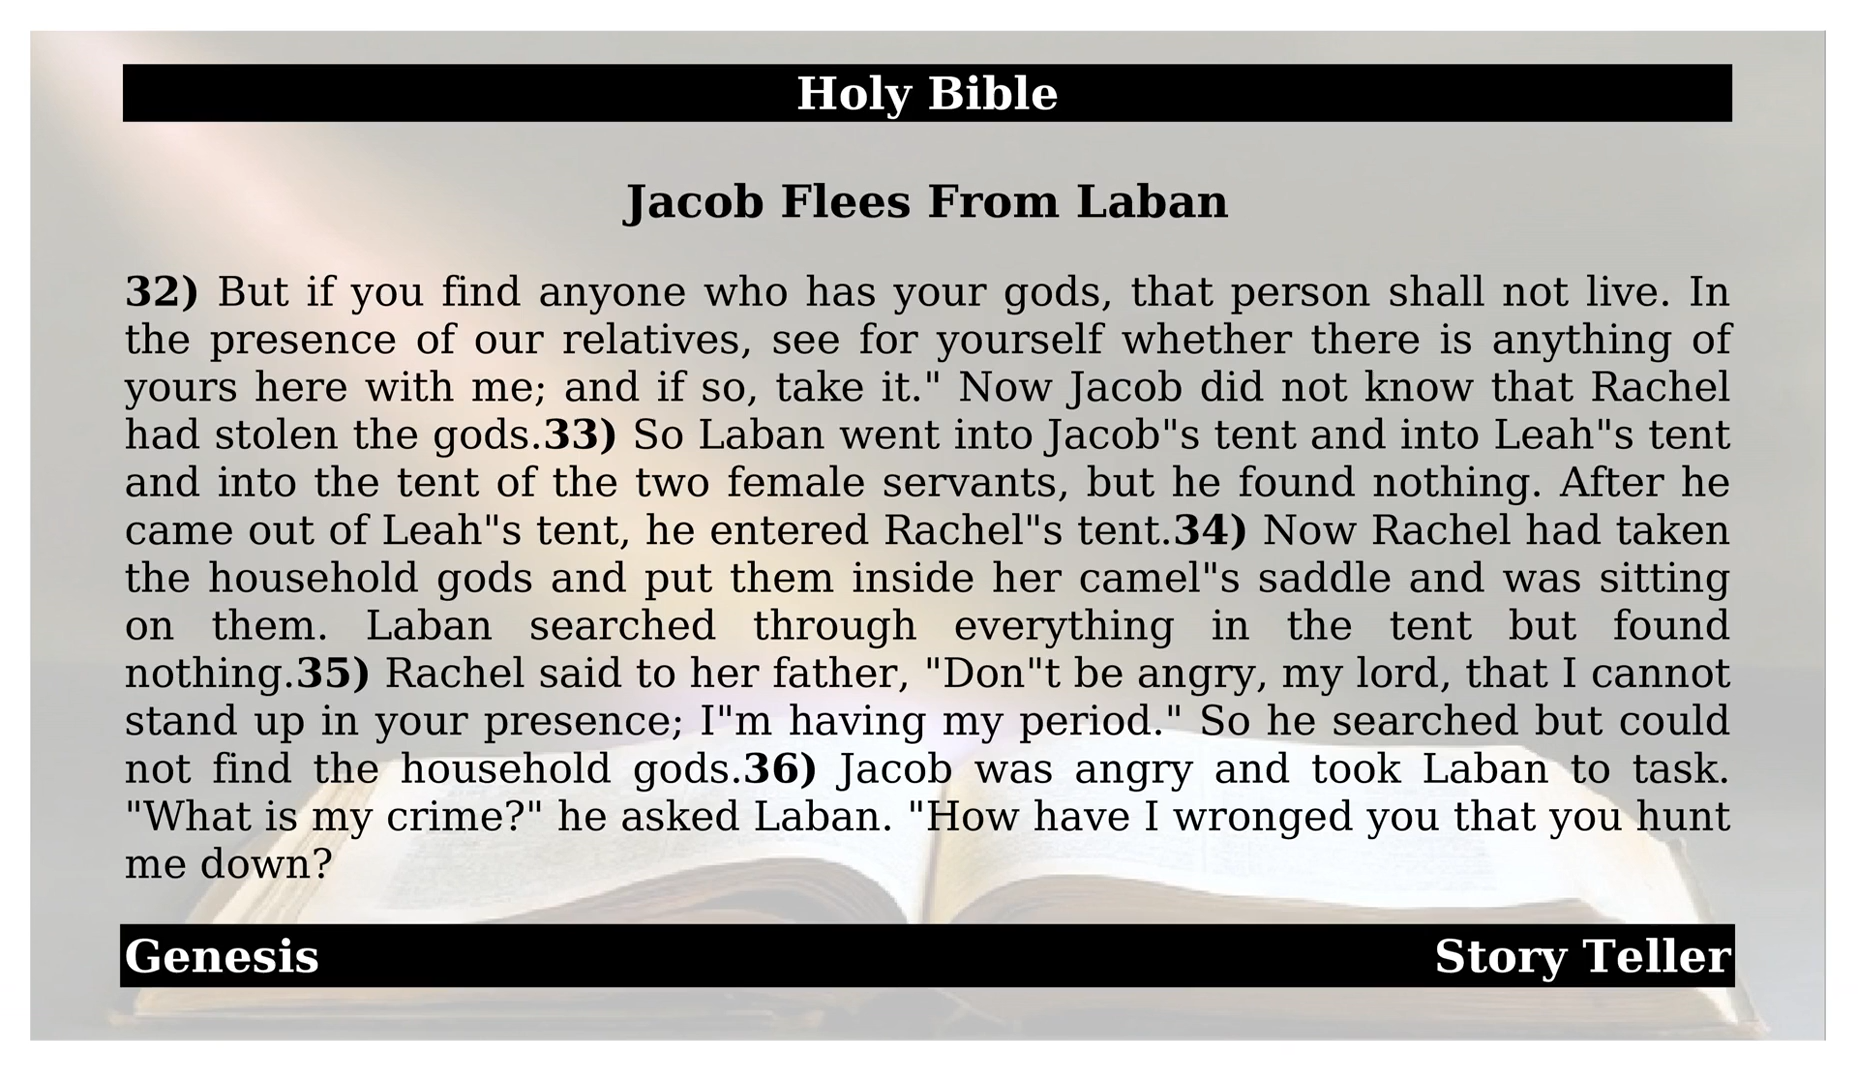 Holy Bible
Jacob Flees From Laban
32) But if you find anyone who has your gods, that person shall not live. In
the presence of our relatives, see for yourself whether there is anything of
yours here with me; and if so, take it." Now Jacob did not know that Rachel
had stolen the gods.33) So Laban went into Jacob"s tent and into Leah"s tent
and into the tent of the two female servants, but he found nothing. After he
came out of Leah"s tent, he entered Rachel"s tent.34) Now Rachel had taken
the household gods and put them inside her camel"s saddle and was sitting
on them. Laban searched through everything in the tent but found
nothing.35) Rachel said to her father, "Don"t be angry, my lord, that I cannot
stand up in your presence; I"m having my period." So he searched but could
not find the household gods.36) Jacob was angry and took Laban to task.
"What is my crime?" he asked Laban. "How have I wronged you that you hunt
me down?
Genesis Story Teller